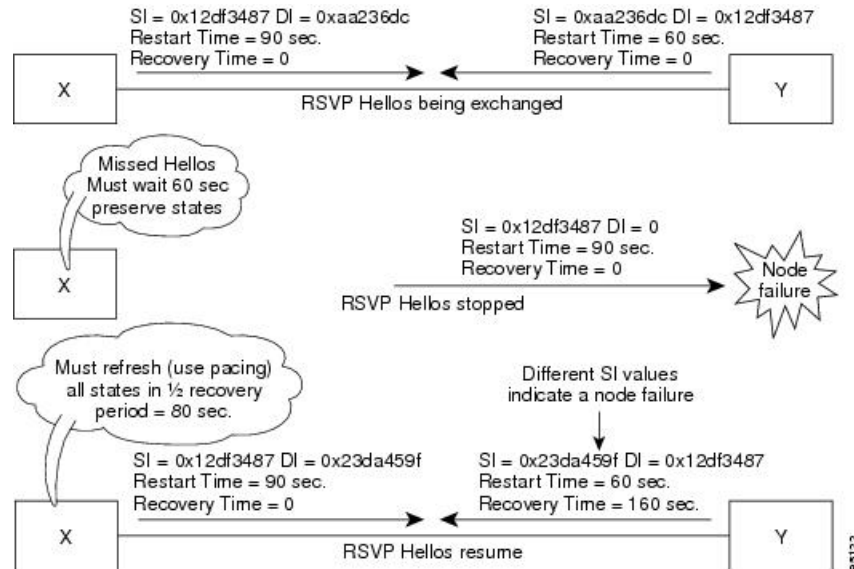 SI = 0x12df3487 DI = 0xaa236dc
Restart Time = 90 sec.
Recovery Time = 0
SI = 0xaa236dc DI = 0x12df3487
Restart Time = 60 sec.
Recovery Time = 0
X
Y
RSVP Hellos being exchanged
Missed Hellos
Must wait 60 sec
preserve states
X
SI = 0x12df3487 DI = 0
Restart Time = 90 sec.
Recovery Time = 0
RSVP Hellos stopped
Node
failure
Must refresh (use pacing)
all states in ½ recovery
period = 80 sec.
Different SI values
indicate a node failure
SI = 0x12df3487 DI = 0x23da459f
Restart Time = 90 sec.
Recovery Time = 0
SI = 0x23da459f DI = 0x12df3487
Restart Time = 60 sec.
Recovery Time = 160 sec.
X
Y
RSVP Hellos resume